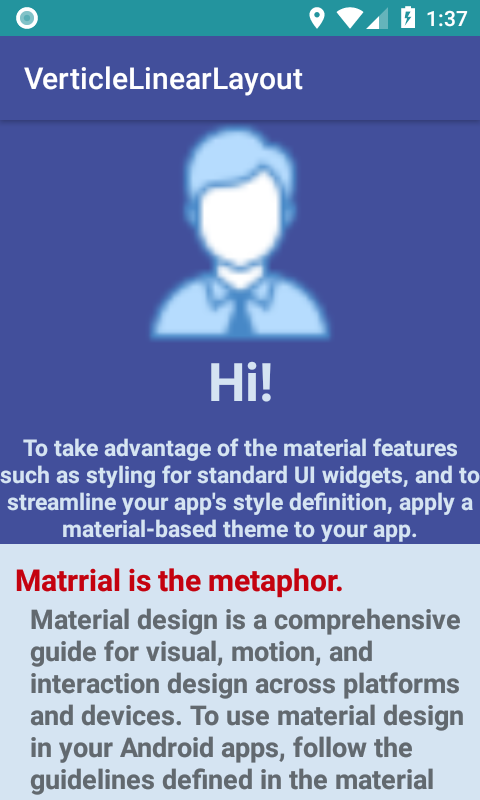 1:37
VerticleLinearLayout
Hi!
To take advantage of the material features
such as styling for standard UI widgets, and to
streamline your app's style definition, apply a
material-based theme to your app.
Matrrial is the metaphor.
Material design is a comprehensive
guide for visual, motion, and
interaction design across platforms
and devices. To use material design
in your Android apps, follow the
guidelines defined in the material